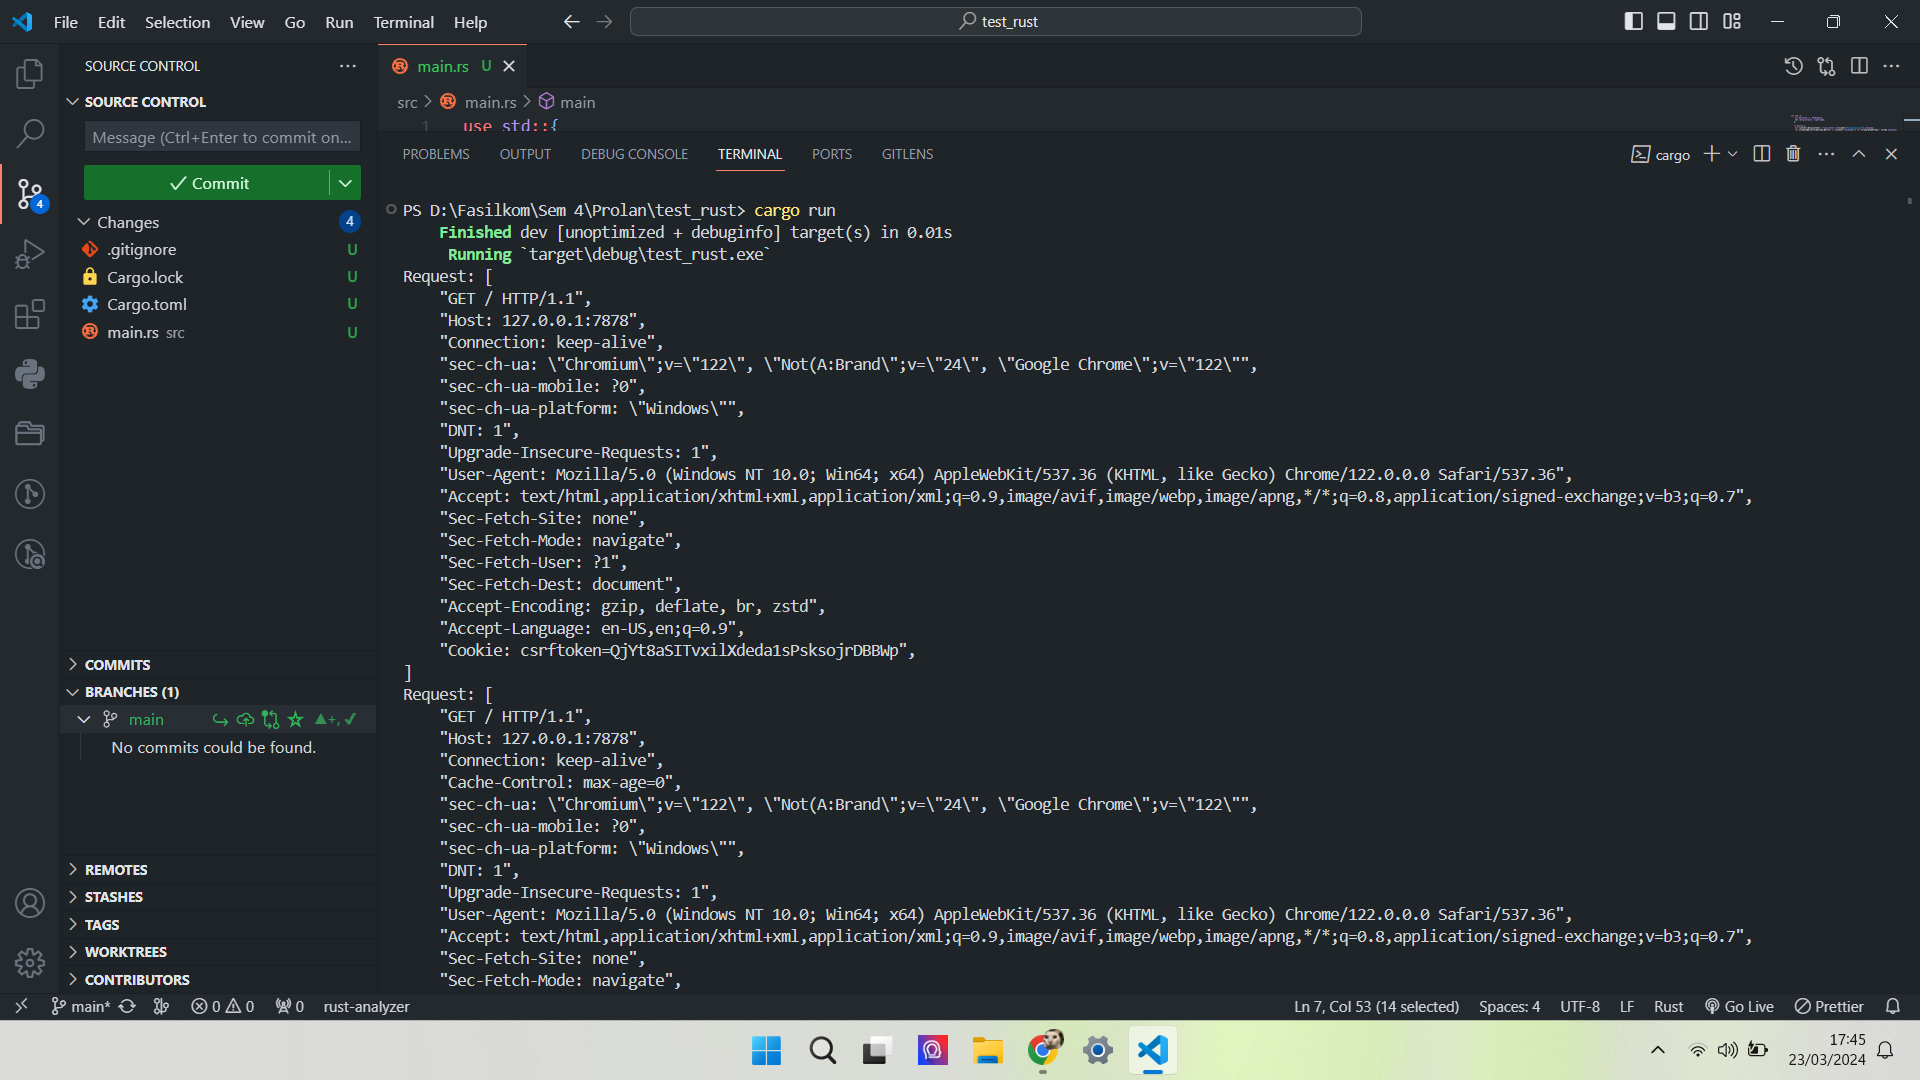 File Edit Selection View Go Run Terminal Help
test_rust
SOURCE CONTROL
SOURCE CONTROL
Message (Ctrl+Enter to commit on...
Commit
Changes 4
.gitignore U
Cargo.lock U
Cargo.toml U
main.rs src U
COMMITS
BRANCHES (1)
main
No commits could be found.
REMOTES
STASHES
TAGS
WORKTREES
CONTRIBUTORS
4
main.rs U
src > main.rs > main
1 use std::{
PROBLEMS OUTPUT DEBUG CONSOLE TERMINAL PORTS GITLENS
cargo
PS D:\Fasilkom\Sem 4\Prolan\test_rust> cargo run
Finished dev [unoptimized + debuginfo] target(s) in 0.01s
Running `target\debug\test_rust.exe`
Request: [
"GET / HTTP/1.1",
"Host: 127.0.0.1:7878",
"Connection: keep-alive",
"sec-ch-ua: \"Chromium\";v=\"122\", \"Not(A:Brand\";v=\"24\", \"Google Chrome\";v=\"122\"",
"sec-ch-ua-mobile: ?0",
"sec-ch-ua-platform: \"Windows\"",
"DNT: 1",
"Upgrade-Insecure-Requests: 1",
"User-Agent: Mozilla/5.0 (Windows NT 10.0; Win64; x64) AppleWebKit/537.36 (KHTML, like Gecko) Chrome/122.0.0.0 Safari/537.36",
"Accept: text/html,application/xhtml+xml,application/xml;q=0.9,image/avif,image/webp,image/apng,*/*;q=0.8,application/signed-exchange;v=b3;q=0.7",
"Sec-Fetch-Site: none",
"Sec-Fetch-Mode: navigate",
"Sec-Fetch-User: ?1",
"Sec-Fetch-Dest: document",
"Accept-Encoding: gzip, deflate, br, zstd",
"Accept-Language: en-US,en;q=0.9",
"Cookie: csrftoken=QjYt8aSITvxilXdeda1sPsksojrDBBWp",
]
Request: [
"GET / HTTP/1.1",
"Host: 127.0.0.1:7878",
"Connection: keep-alive",
"Cache-Control: max-age=0",
"sec-ch-ua: \"Chromium\";v=\"122\", \"Not(A:Brand\";v=\"24\", \"Google Chrome\";v=\"122\"",
"sec-ch-ua-mobile: ?0",
"sec-ch-ua-platform: \"Windows\"",
"DNT: 1",
"Upgrade-Insecure-Requests: 1",
"User-Agent: Mozilla/5.0 (Windows NT 10.0; Win64; x64) AppleWebKit/537.36 (KHTML, like Gecko) Chrome/122.0.0.0 Safari/537.36",
"Accept: text/html,application/xhtml+xml,application/xml;q=0.9,image/avif,image/webp,image/apng,*/*;q=0.8,application/signed-exchange;v=b3;q=0.7",
"Sec-Fetch-Site: none",
"Sec-Fetch-Mode: navigate",
main* 0 0 0 rust-analyzer Ln 7, Col 53 (14 selected) Spaces: 4 UTF-8 LF Rust Go Live Prettier
17:45
23/03/2024